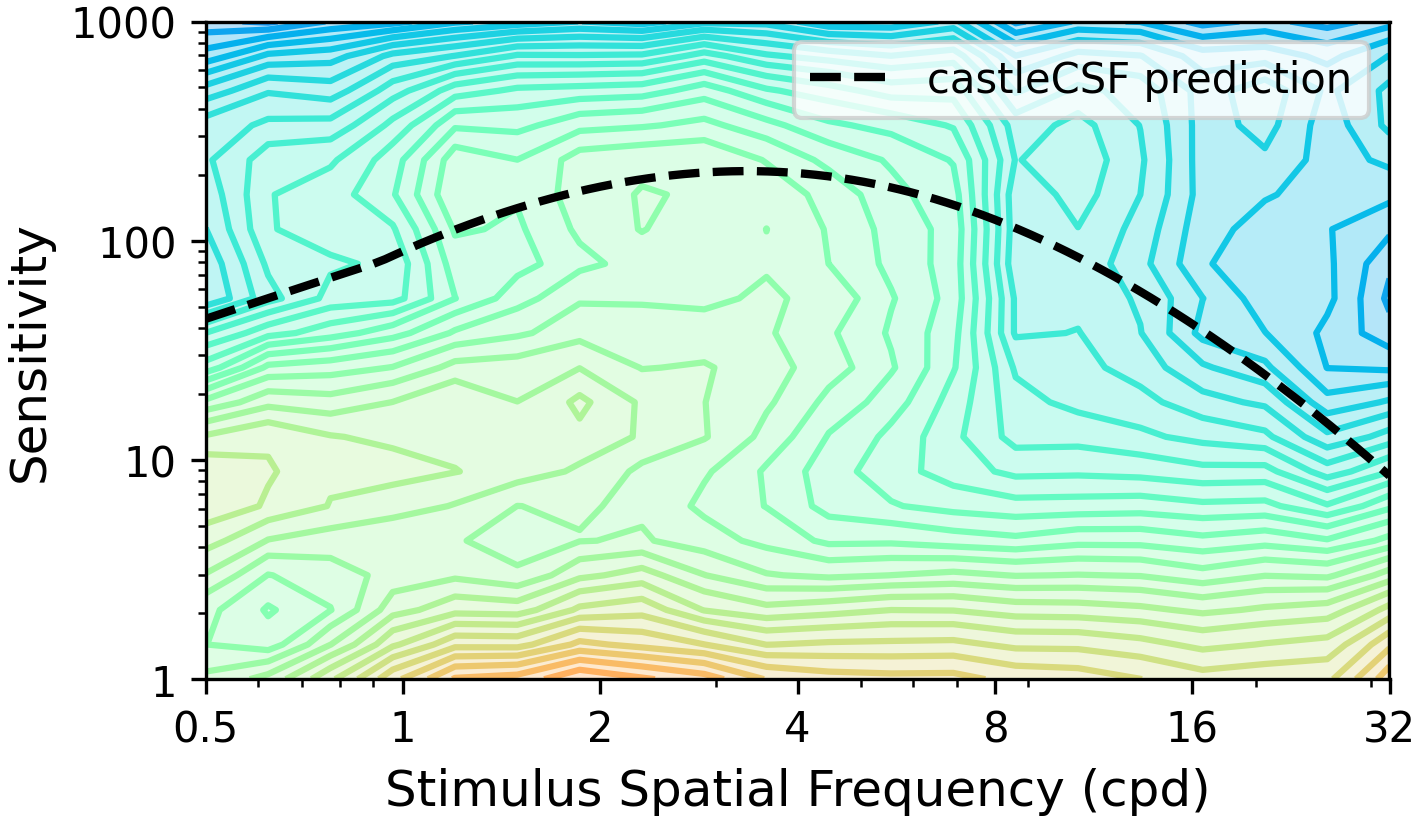 1000
castleCSF prediction
100
Sensitivity
10
1
0.5 1 2 4 8 16 32
Stimulus Spatial Frequency (cpd)